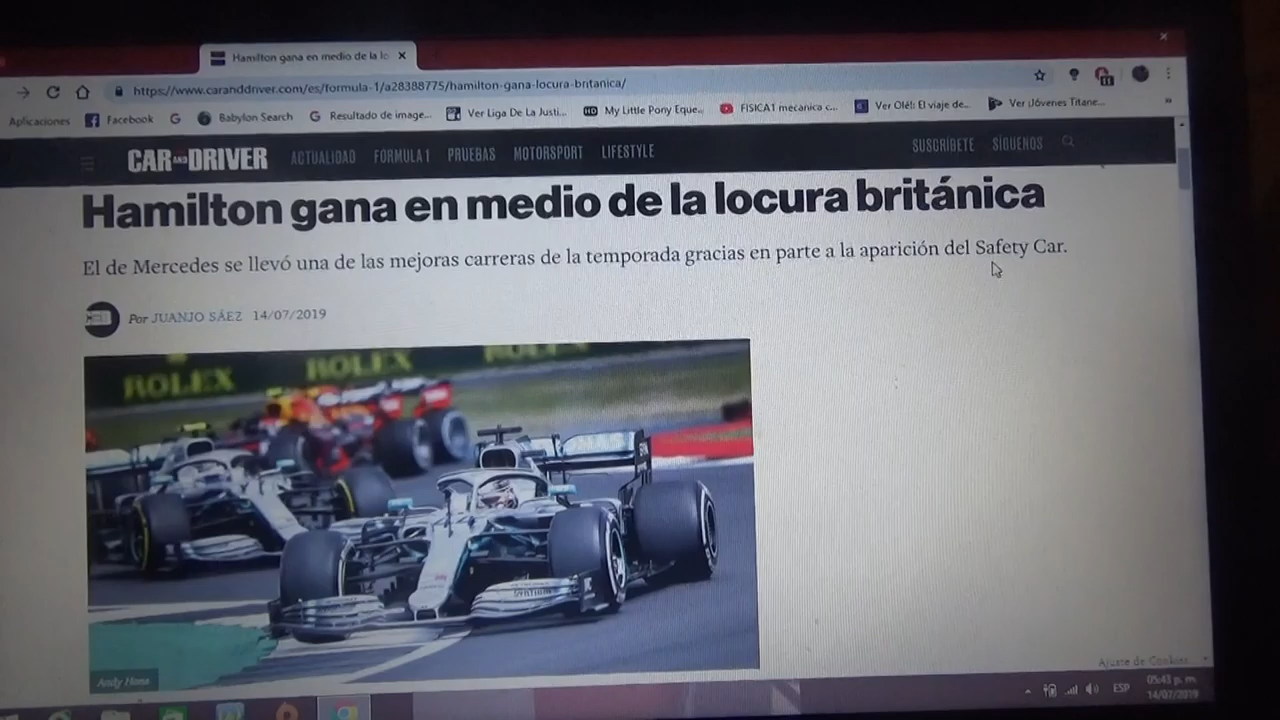 Hamilton gana en medio de la lo
https://www.caranddriver.com/es/formula-1/a28388775/hamilton-gana-locura-britanica/
Aplicaciones Facebook Babylon Search Resultado de image... Ver Liga De La Justi... My Little Pony Eque... FISICA1 mecanica c... Ver Olé!: El viaje de... Ver ¡Jóvenes Titane...
CAR AND DRIVER ACTUALIDAD FÓRMULA 1 PRUEBAS MOTORSPORT LIFESTYLE SUSCRÍBETE SÍGUENOS
Hamilton gana en medio de la locura británica
El de Mercedes se llevó una de las mejoras carreras de la temporada gracias en parte a la aparición del Safety Car.
Por JUANJO SÁEZ 14/07/2019
ROLEX ROLEX ROLEX
Andy Hone
Ajuste de Cookies
ESP 05:43 p. m.
14/07/2019